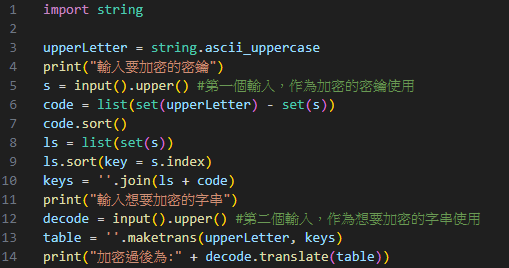 1 import string
2
3 upperLetter = string.ascii_uppercase
4 print("輸入要加密的密鑰")
5 s = input().upper() #第一個輸入，作為加密的密鑰使用
6 code = list(set(upperLetter) - set(s))
7 code.sort()
8 ls = list(set(s))
9 ls.sort(key = s.index)
10 keys = ''.join(ls + code)
11 print("輸入想要加密的字串")
12 decode = input().upper() #第二個輸入，作為想要加密的字串使用
13 table = ''.maketrans(upperLetter, keys)
14 print("加密過後為:" + decode.translate(table))